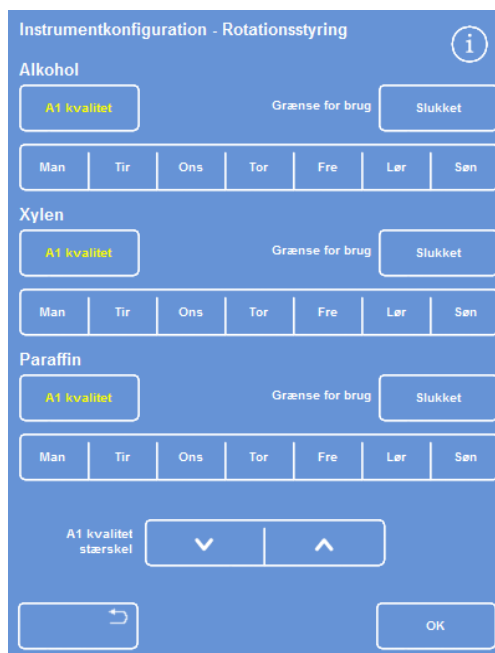 Instrumentkonfiguration - Rotationsstyring
i
Alkohol
A1 kvalitet
Grænse for brug
Slukket
Man Tir Ons Tor Fre Lør Søn
Xylen
A1 kvalitet
Grænse for brug
Slukket
Man Tir Ons Tor Fre Lør Søn
Paraffin
A1 kvalitet
Grænse for brug
Slukket
Man Tir Ons Tor Fre Lør Søn
A1 kvalitet
stærskel
OK